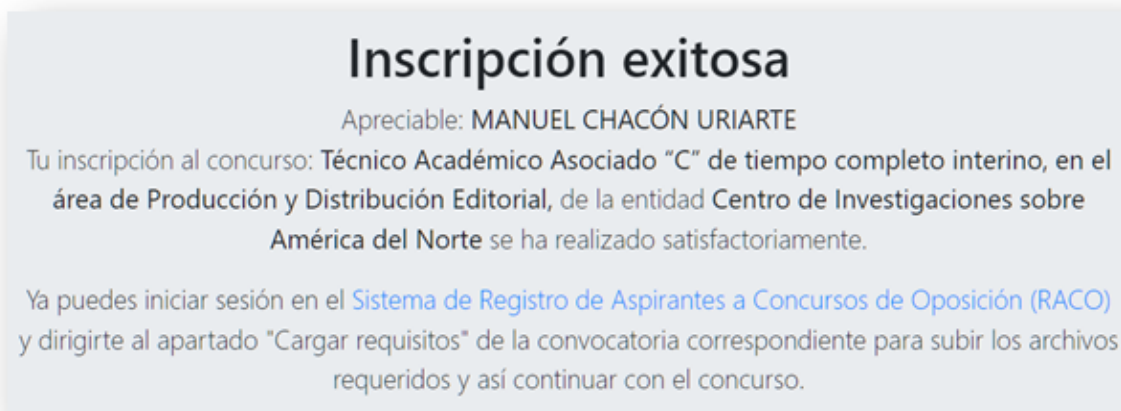 Inscripción exitosa
Apreciable: MANUEL CHACÓN URIARTE
Tu inscripción al concurso: Técnico Académico Asociado “C” de tiempo completo interino, en el
área de Producción y Distribución Editorial, de la entidad Centro de Investigaciones sobre
América del Norte se ha realizado satisfactoriamente.
Ya puedes iniciar sesión en el Sistema de Registro de Aspirantes a Concursos de Oposición (RACO)
y dirigirte al apartado "Cargar requisitos" de la convocatoria correspondiente para subir los archivos
requeridos y así continuar con el concurso.